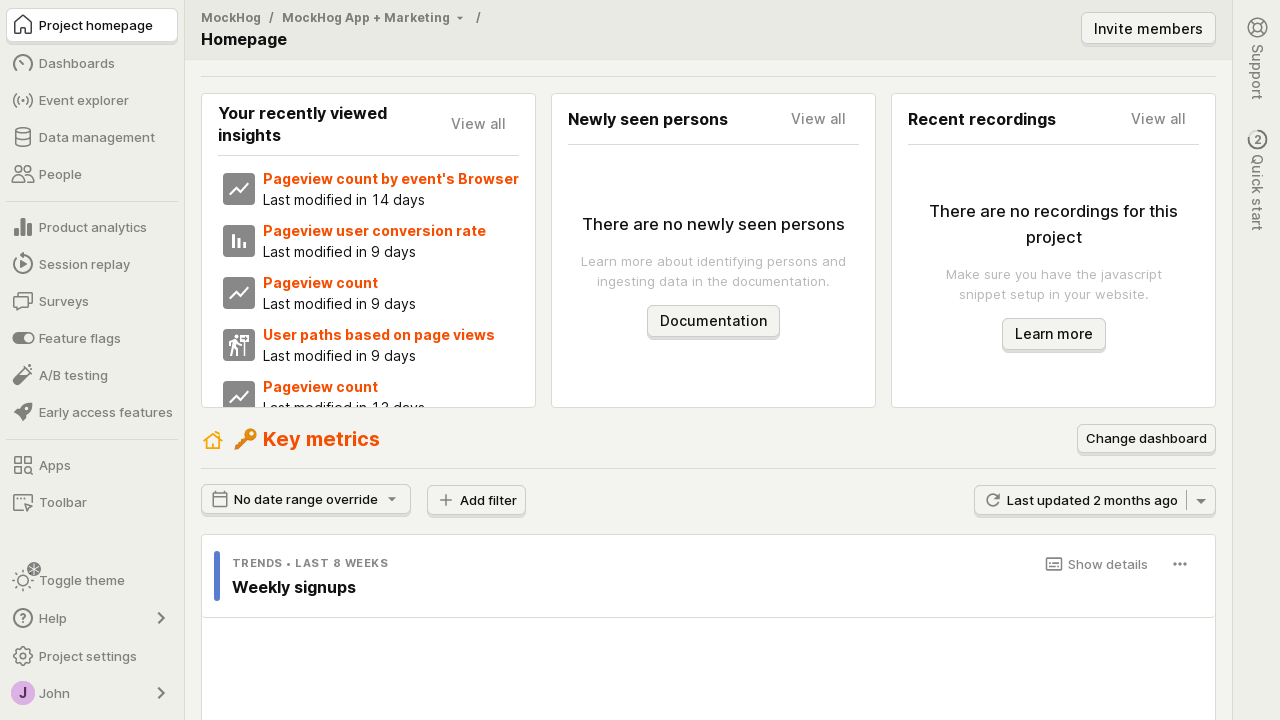 Project homepage
Dashboards
Event explorer
Data management
People
Product analytics
Session replay
Surveys
Feature flags
A/B testing
Early access features
Apps
Toolbar
Toggle theme
Help
Project settings
J John
MockHog / MockHog App + Marketing /
Homepage
Invite members
Your recently viewed
insights
View all
Pageview count by event's Browser
Last modified in 14 days
Pageview user conversion rate
Last modified in 9 days
Pageview count
Last modified in 9 days
User paths based on page views
Last modified in 9 days
Pageview count
Last modified in 13 days
Newly seen persons
View all
There are no newly seen persons
Learn more about identifying persons and
ingesting data in the documentation.
Documentation
Recent recordings
View all
There are no recordings for this
project
Make sure you have the javascript
snippet setup in your website.
Learn more
🔑 Key metrics
Change dashboard
No date range override
Add filter
Last updated 2 months ago
TRENDS • LAST 8 WEEKS
Show details
Weekly signups
Support
2
Quick start